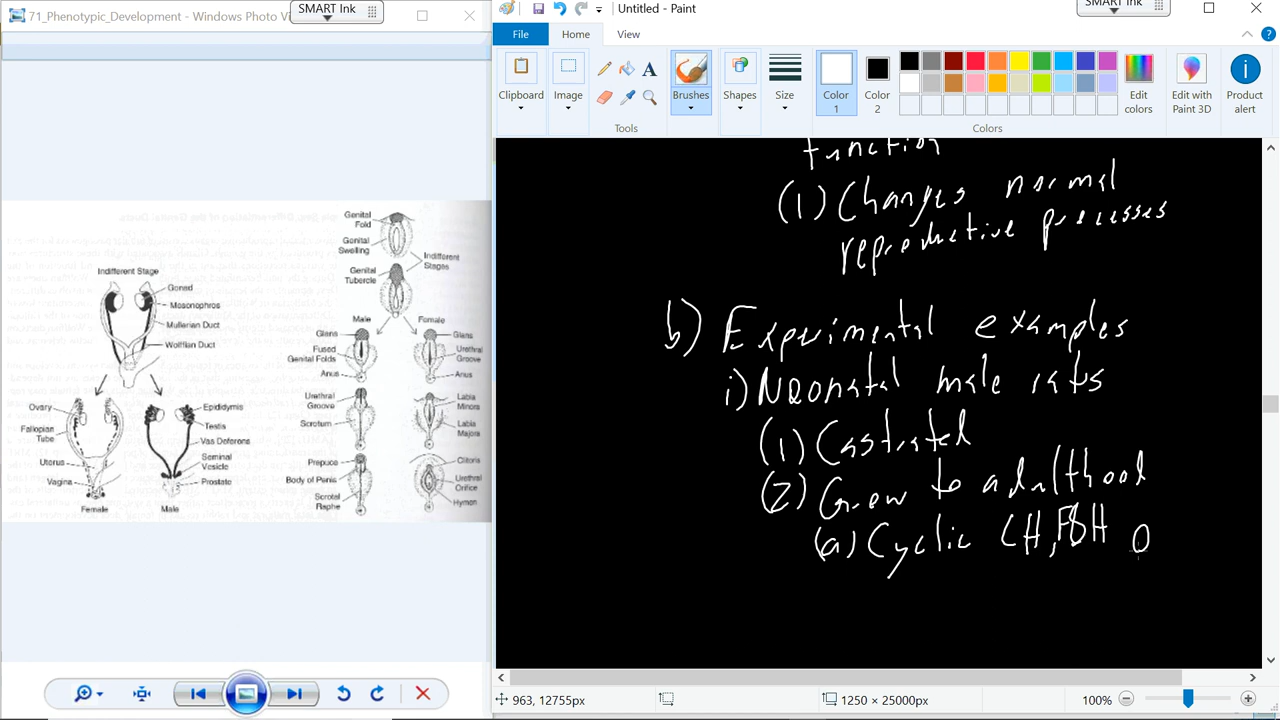 71_Phenotypic_Development - Windows Photo Vi
SMART Ink
Untitled - Paint
SMART Ink
File
Home
View
Clipboard
Image
Tools
Brushes
Shapes
Size
Color 1
Color 2
Edit colors
Edit with Paint 3D
Product alert
Colors
Indifferent Stage
Gonad
Mesonephros
Mullerian Duct
Wolffian Duct
Ovary
Fallopian Tube
Uterus
Vagina
Female
Epididymis
Testis
Vas Deferens
Seminal Vesicle
Prostate
Male
Genital Fold
Genital Swelling
Genital Tubercle
Indifferent Stages
Male
Female
Glans
Fused Genital Folds
Anus
Glans
Urethral Groove
Anus
Urethral Groove
Scrotum
Labia Minora
Labia Majora
Prepuce
Body of Penis
Scrotal Raphe
Clitoris
Urethral Orifice
Hymen
function
(1) Changes normal
reproductive processes
b) Experimental examples
i) Neonatal male rats
(1) Castrated
(2) Grow to adulthood
(a) Cyclic LH, FSH O
963, 12755px
1250 × 25000px
100%